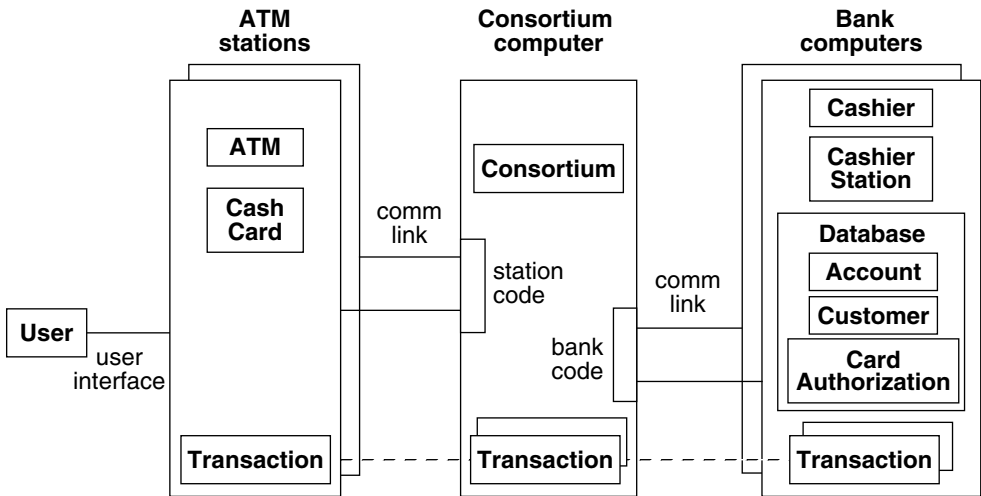 ATM
stations
Consortium
computer
Bank
computers
ATM
Cash
Card
Consortium
Cashier
Cashier
Station
Database
Account
Customer
Card
Authorization
comm
link
station
code
comm
link
bank
code
User
user
interface
Transaction
Transaction
Transaction